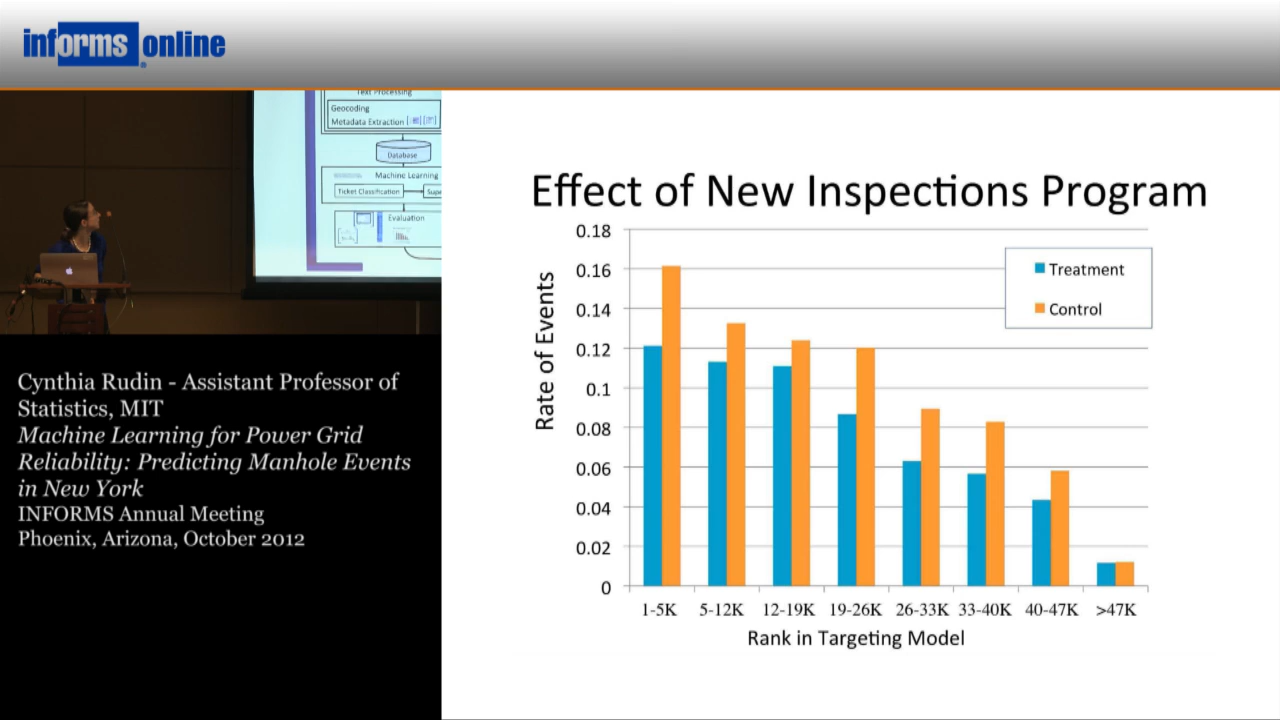 informs online
Text Processing
Geocoding
Metadata Extraction
Database
Machine Learning
Ticket Classification
Evaluation
Cynthia Rudin - Assistant Professor of
Statistics, MIT
Machine Learning for Power Grid
Reliability: Predicting Manhole Events
in New York
INFORMS Annual Meeting
Phoenix, Arizona, October 2012
Effect of New Inspections Program
Rate of Events
0.18
0.16
0.14
0.12
0.1
0.08
0.06
0.04
0.02
0
Treatment
Control
1-5K 5-12K 12-19K 19-26K 26-33K 33-40K 40-47K >47K
Rank in Targeting Model